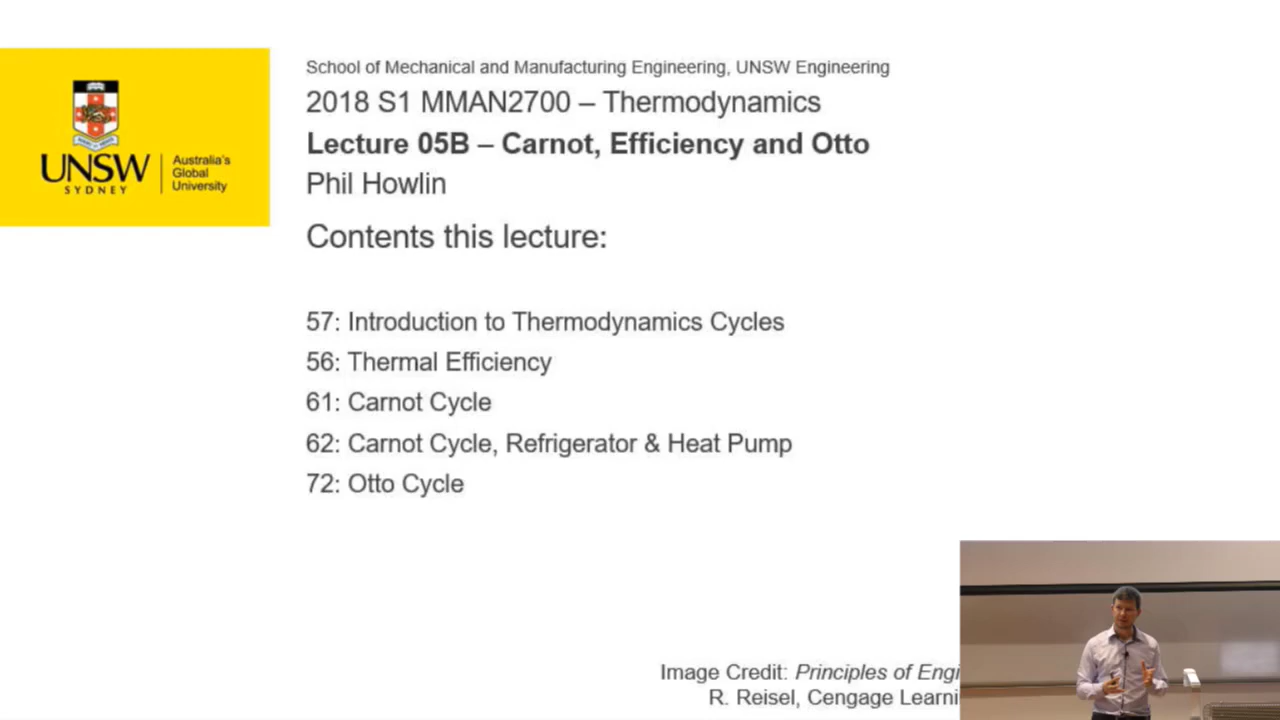 School of Mechanical and Manufacturing Engineering, UNSW Engineering
2018 S1 MMAN2700 – Thermodynamics
Lecture 05B – Carnot, Efficiency and Otto
Phil Howlin
UNSW
SYDNEY
Australia's
Global
University
Contents this lecture:
57: Introduction to Thermodynamics Cycles
56: Thermal Efficiency
61: Carnot Cycle
62: Carnot Cycle, Refrigerator & Heat Pump
72: Otto Cycle
Image Credit: Principles of Engi
R. Reisel, Cengage Learni